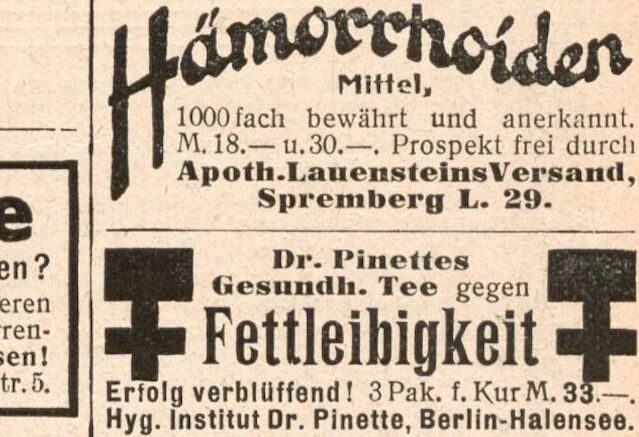 Hämorrhoiden
Mittel,
1000fach bewährt und anerkannt.
M. 18.— u. 30.—. Prospekt frei durch
Apoth. Lauensteins Versand,
Spremberg L. 29.
e
en?
eren
rren-
sen!
tr. 5.
Dr. Pinettes
Gesundh. Tee gegen
Fettleibigkeit
Erfolg verblüffend! 3 Pak. f. Kur M. 33.—.
Hyg. Institut Dr. Pinette, Berlin-Halensee.